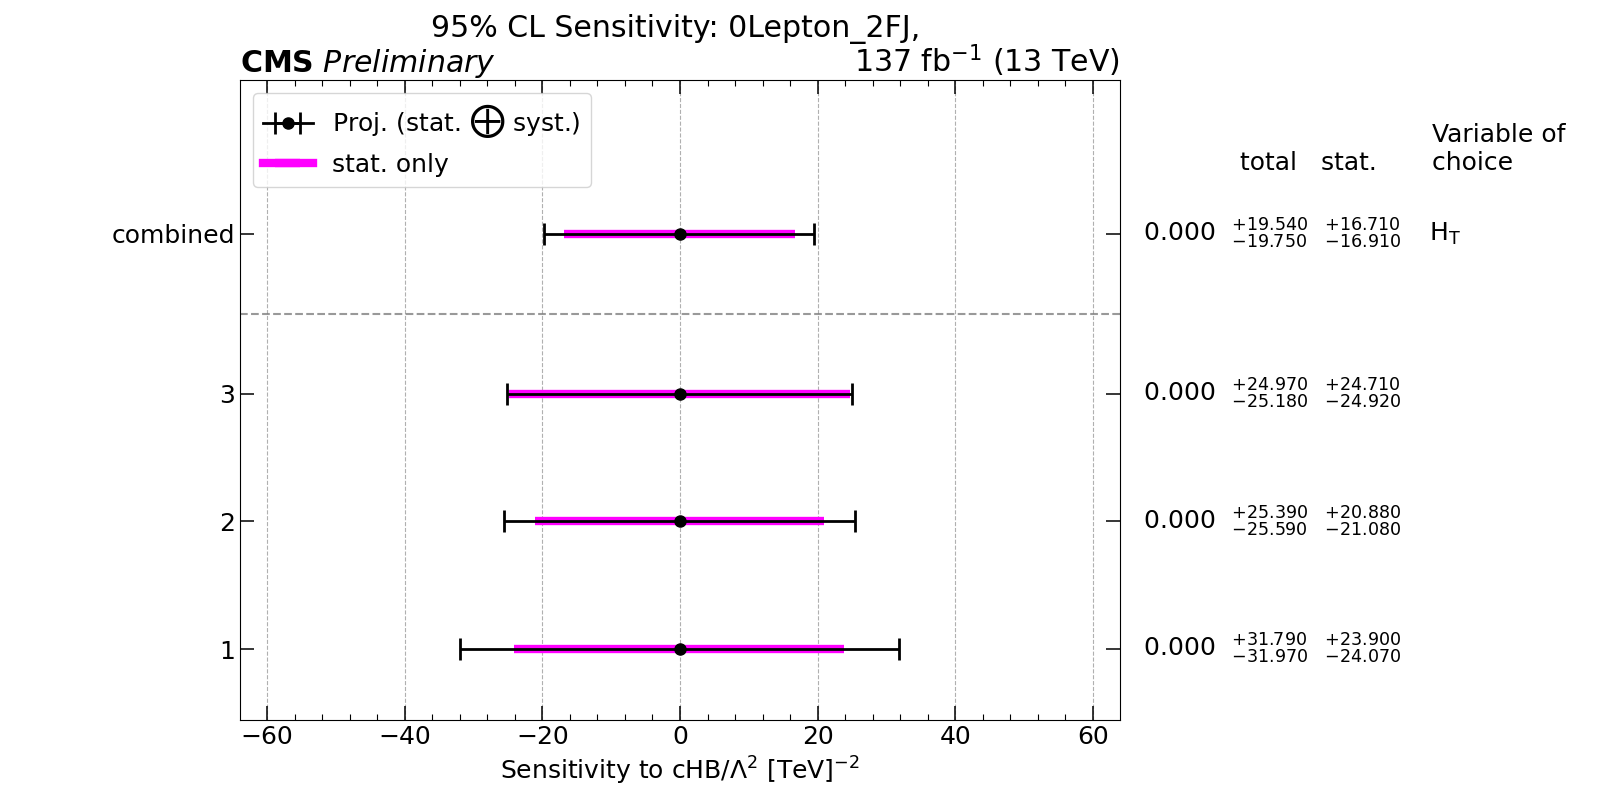 95% CL Sensitivity: 0Lepton_2FJ,
CMS Preliminary 137 fb⁻¹ (13 TeV)
Proj. (stat. ⊕ syst.)
stat. only
Variable of
total stat. choice
combined 0.000 +19.540 −19.750 +16.710 −16.910 H_T
3 0.000 +24.970 −25.180 +24.710 −24.920
2 0.000 +25.390 −25.590 +20.880 −21.080
1 0.000 +31.790 −31.970 +23.900 −24.070
−60 −40 −20 0 20 40 60
Sensitivity to cHB/Λ² [TeV]⁻²